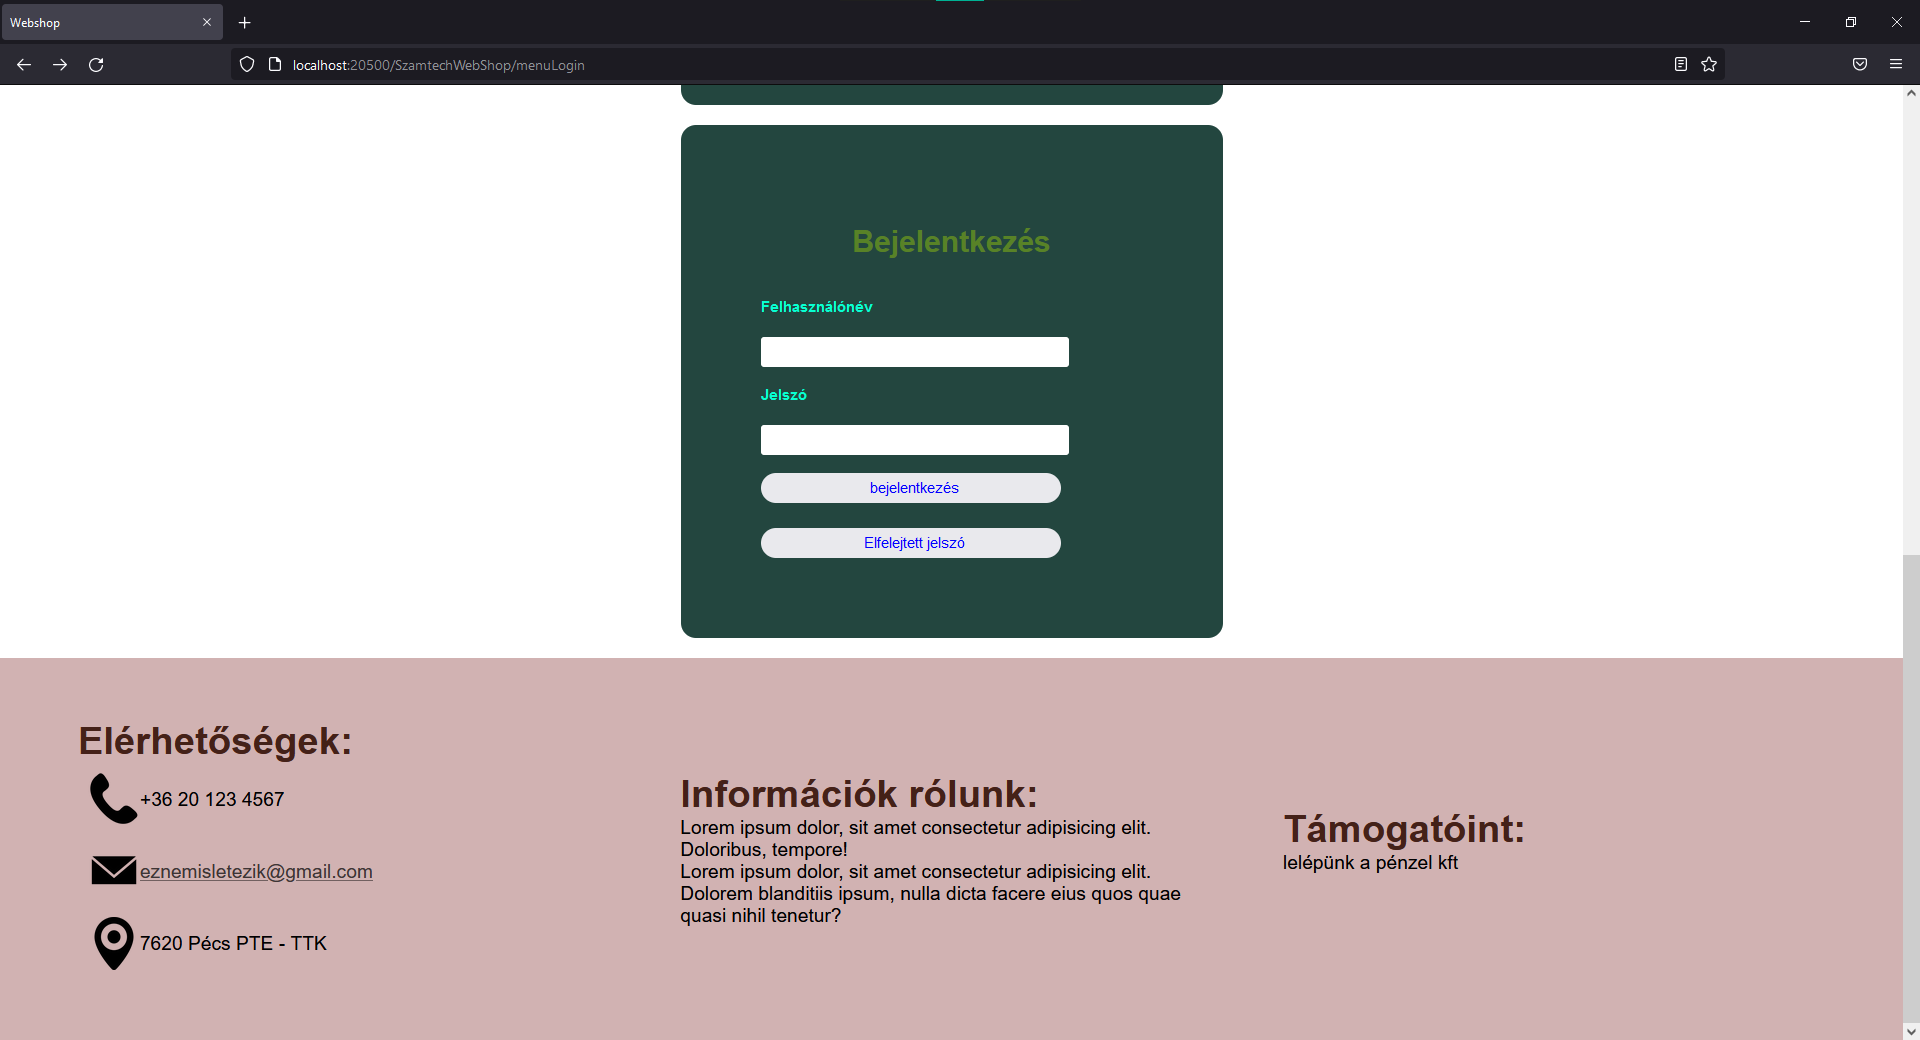 Webshop
localhost:20500/SzamtechWebShop/menuLogin
Bejelentkezés
Felhasználónév
Jelszó
bejelentkezés
Elfelejtett jelszó
Elérhetőségek:
+36 20 123 4567
eznemisletezik@gmail.com
7620 Pécs PTE - TTK
Információk rólunk:
Lorem ipsum dolor, sit amet consectetur adipisicing elit.
Doloribus, tempore!
Lorem ipsum dolor, sit amet consectetur adipisicing elit.
Dolorem blanditiis ipsum, nulla dicta facere eius quos quae
quasi nihil tenetur?
Támogatóint:
lelépünk a pénzel kft